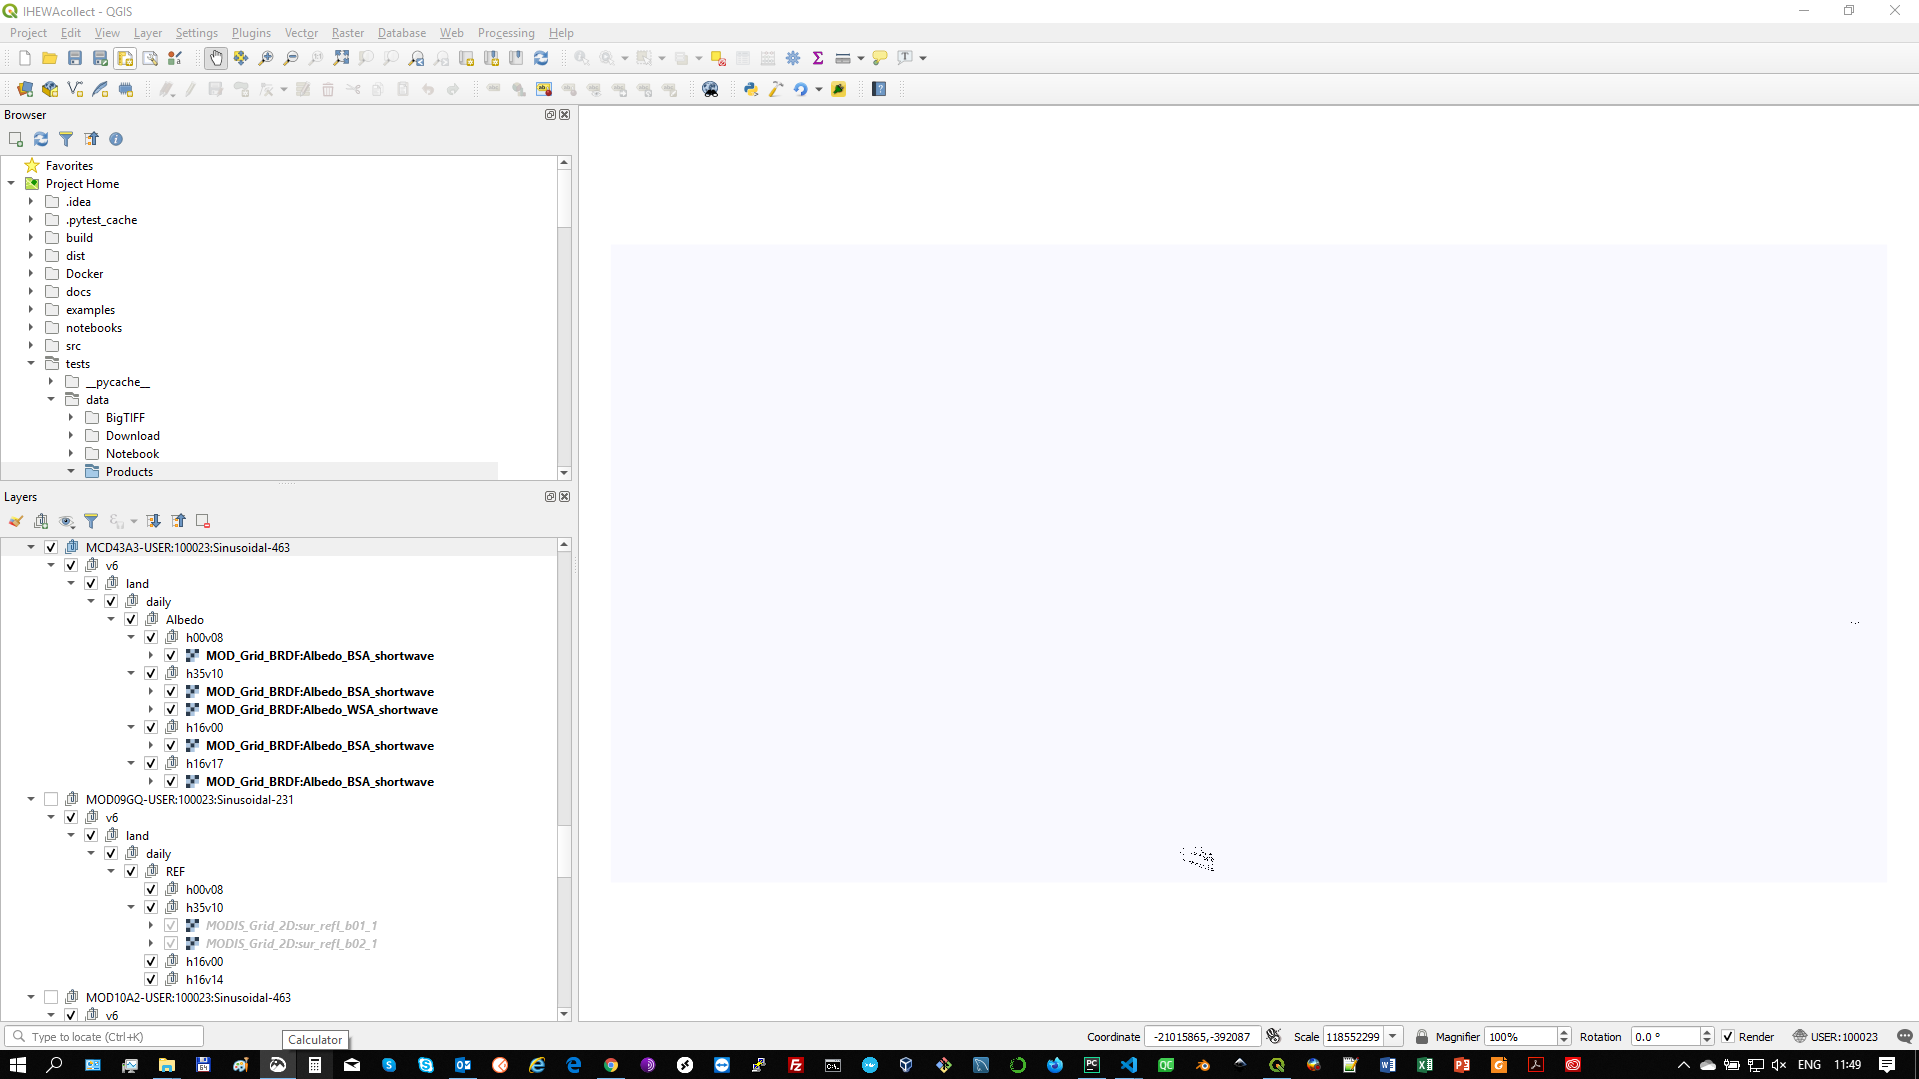 IHEWAcollect - QGIS
Project Edit View Layer Settings Plugins Vector Raster Database Web Processing Help
Browser
Favorites
Project Home
.idea
.pytest_cache
build
dist
Docker
docs
examples
notebooks
src
tests
__pycache__
data
BigTIFF
Download
Notebook
Products
Layers
MCD43A3-USER:100023:Sinusoidal-463
v6
land
daily
Albedo
h00v08
MOD_Grid_BRDF:Albedo_BSA_shortwave
h35v10
MOD_Grid_BRDF:Albedo_BSA_shortwave
MOD_Grid_BRDF:Albedo_WSA_shortwave
h16v00
MOD_Grid_BRDF:Albedo_BSA_shortwave
h16v17
MOD_Grid_BRDF:Albedo_BSA_shortwave
MOD09GQ-USER:100023:Sinusoidal-231
v6
land
daily
REF
h00v08
h35v10
MODIS_Grid_2D:sur_refl_b01_1
MODIS_Grid_2D:sur_refl_b02_1
h16v00
h16v14
MOD10A2-USER:100023:Sinusoidal-463
v6
Type to locate (Ctrl+K) Coordinate -21015865,-392087 Scale 118552299 Magnifier 100% Rotation 0.0 ° Render USER:100023
Calculator
ENG 11:49